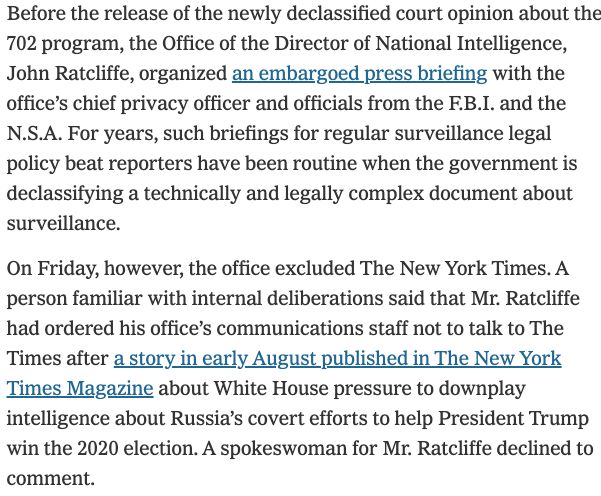 Before the release of the newly declassified court opinion about the
702 program, the Office of the Director of National Intelligence,
John Ratcliffe, organized an embargoed press briefing with the
office’s chief privacy officer and officials from the F.B.I. and the
N.S.A. For years, such briefings for regular surveillance legal
policy beat reporters have been routine when the government is
declassifying a technically and legally complex document about
surveillance.
On Friday, however, the office excluded The New York Times. A
person familiar with internal deliberations said that Mr. Ratcliffe
had ordered his office’s communications staff not to talk to The
Times after a story in early August published in The New York
Times Magazine about White House pressure to downplay
intelligence about Russia’s covert efforts to help President Trump
win the 2020 election. A spokeswoman for Mr. Ratcliffe declined to
comment.